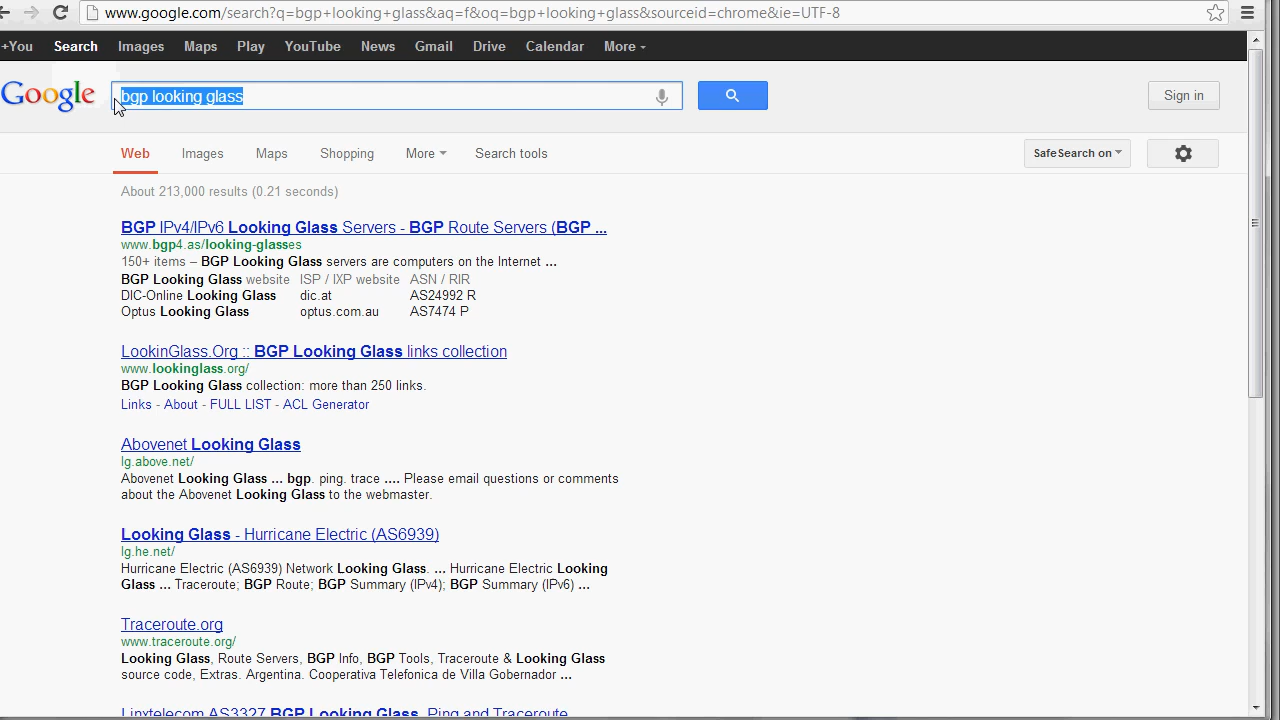 www.google.com/search?q=bgp+looking+glass&aq=f&oq=bgp+looking+glass&sourceid=chrome&ie=UTF-8
+You Search Images Maps Play YouTube News Gmail Drive Calendar More
Google bgp looking glass Sign in
Web Images Maps Shopping More Search tools SafeSearch on
About 213,000 results (0.21 seconds)
BGP IPv4/IPv6 Looking Glass Servers - BGP Route Servers (BGP ...
www.bgp4.as/looking-glasses
150+ items – BGP Looking Glass servers are computers on the Internet ...
BGP Looking Glass website ISP / IXP website ASN / RIR
DIC-Online Looking Glass dic.at AS24992 R
Optus Looking Glass optus.com.au AS7474 P
LookinGlass.Org :: BGP Looking Glass links collection
www.lookinglass.org/
BGP Looking Glass collection: more than 250 links.
Links - About - FULL LIST - ACL Generator
Abovenet Looking Glass
lg.above.net/
Abovenet Looking Glass ... bgp. ping. trace .... Please email questions or comments
about the Abovenet Looking Glass to the webmaster.
Looking Glass - Hurricane Electric (AS6939)
lg.he.net/
Hurricane Electric (AS6939) Network Looking Glass. ... Hurricane Electric Looking
Glass ... Traceroute; BGP Route; BGP Summary (IPv4); BGP Summary (IPv6) ...
Traceroute.org
www.traceroute.org/
Looking Glass, Route Servers, BGP Info, BGP Tools, Traceroute & Looking Glass
source code, Extras. Argentina. Cooperativa Telefonica de Villa Gobernador ...
Linxtelecom AS3327 BGP Looking Glass, Ping and Traceroute